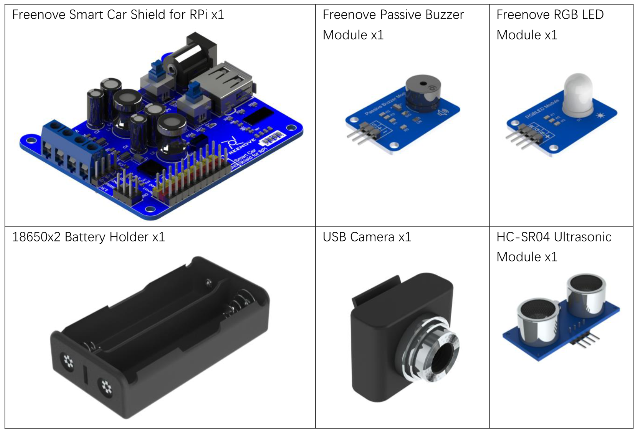 Freenove Smart Car Shield for RPi x1
Freenove Passive Buzzer
Module x1
Freenove RGB LED
Module x1
FREENOVE
18650x2 Battery Holder x1
USB Camera x1
HC-SR04 Ultrasonic
Module x1